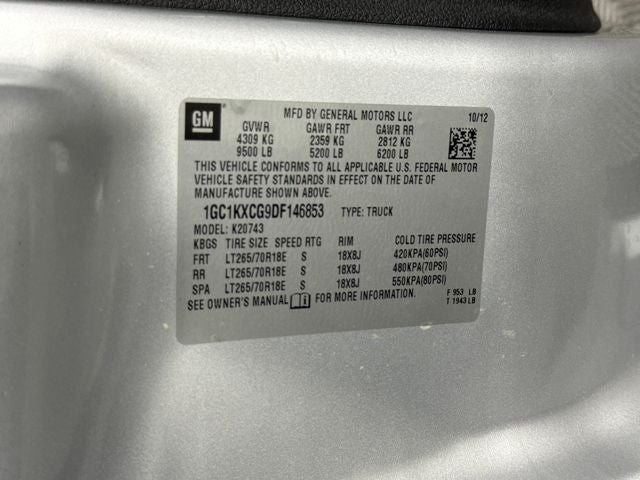 GM
MFD BY GENERAL MOTORS LLC
10/12
GVWR GAWR FRT GAWR RR
4309 KG 2359 KG 2812 KG
9500 LB 5200 LB 6200 LB
THIS VEHICLE CONFORMS TO ALL APPLICABLE U.S. FEDERAL MOTOR
VEHICLE SAFETY STANDARDS IN EFFECT ON THE DATE OF
MANUFACTURE SHOWN ABOVE.
1GC1KXCG9DF146853 TYPE: TRUCK
MODEL: K20743
KBGS TIRE SIZE SPEED RTG RIM COLD TIRE PRESSURE
FRT LT265/70R18E S 18X8J 420KPA(60PSI)
RR LT265/70R18E S 18X8J 480KPA(70PSI)
SPA LT265/70R18E S 18X8J 550KPA(80PSI)
SEE OWNER'S MANUAL FOR MORE INFORMATION.
F 953 LB
T 1943 LB